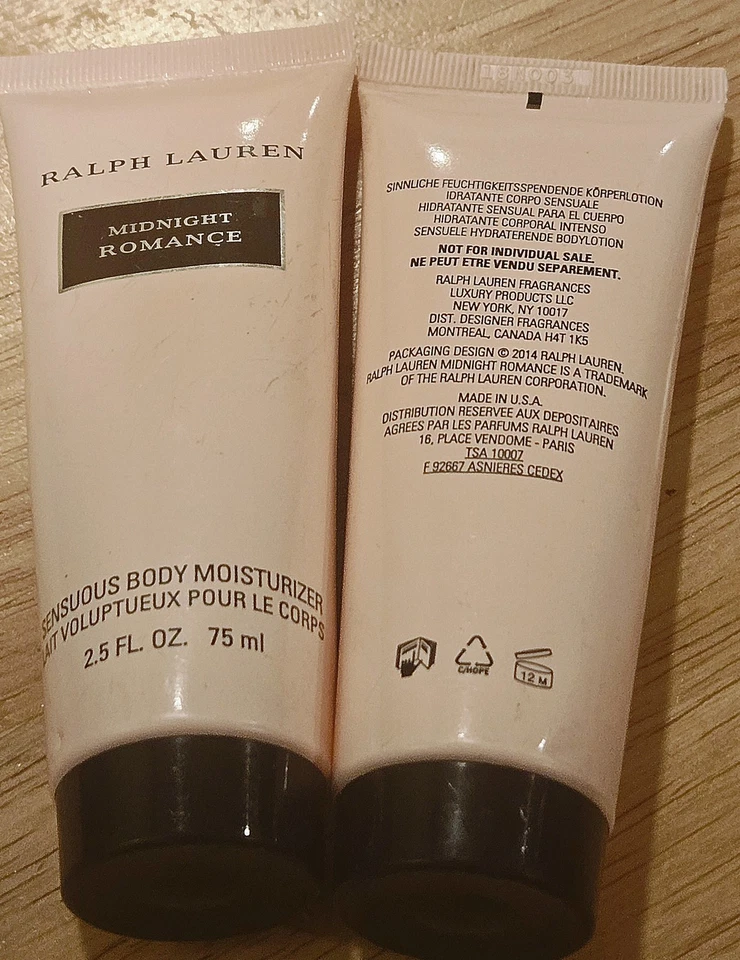 RALPH LAUREN
MIDNIGHT
ROMANCE
SENSUOUS BODY MOISTURIZER
LAIT VOLUPTUEUX POUR LE CORPS
2.5 FL. OZ. 75 ml
SINNLICHE FEUCHTIGKEITSSPENDENDE KÖRPERLOTION
IDRATANTE CORPO SENSUALE
HIDRATANTE SENSUAL PARA EL CUERPO
HIDRATANTE CORPORAL INTENSO
SENSUELE HYDRATERENDE BODYLOTION
NOT FOR INDIVIDUAL SALE.
NE PEUT ETRE VENDU SEPAREMENT.
RALPH LAUREN FRAGRANCES
LUXURY PRODUCTS LLC
NEW YORK, NY 10017
DIST. DESIGNER FRAGRANCES
MONTREAL, CANADA H4T 1K5
PACKAGING DESIGN © 2014 RALPH LAUREN.
RALPH LAUREN MIDNIGHT ROMANCE IS A TRADEMARK
OF THE RALPH LAUREN CORPORATION.
MADE IN U.S.A.
DISTRIBUTION RESERVEE AUX DEPOSITAIRES
AGREES PAR LES PARFUMS RALPH LAUREN
16, PLACE VENDOME - PARIS
TSA 10007
F 92667 ASNIERES CEDEX
C/HDPE
12 M